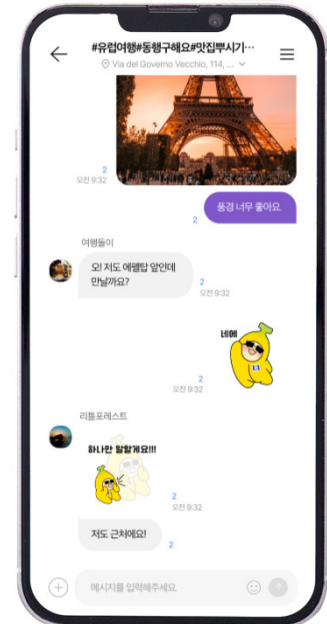 #유럽여행#동행구해요#맛집뿌시기…
Via del Governo Vecchio, 114, ...
2
오전 9:32
풍경 너무 좋아요.
2
여행돌이
오! 저도 에펠탑 앞인데
만날까요?
2
오전 9:32
네에
2
오전 9:32
리틀포레스트
하나만 말할게요!!!
2
오전 9:32
저도 근처에요!
2
메시지를 입력해주세요.